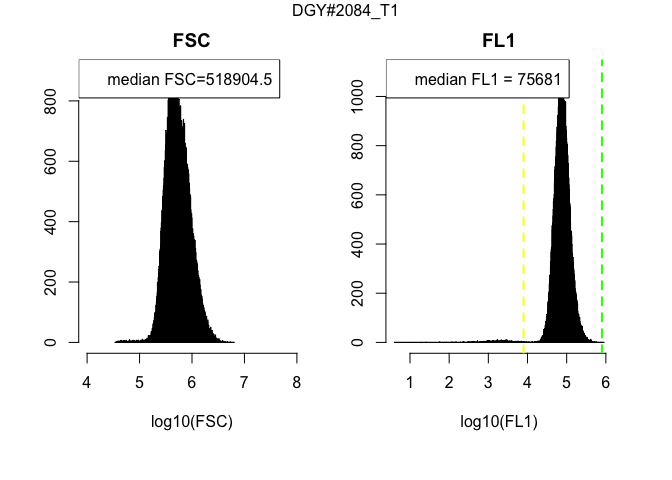 DGY#2084_T1
FSC
FL1
median FSC=518904.5
median FL1 = 75681
800
600
400
200
0
1000
800
600
400
200
0
4 5 6 7 8
1 2 3 4 5 6
log10(FSC)
log10(FL1)